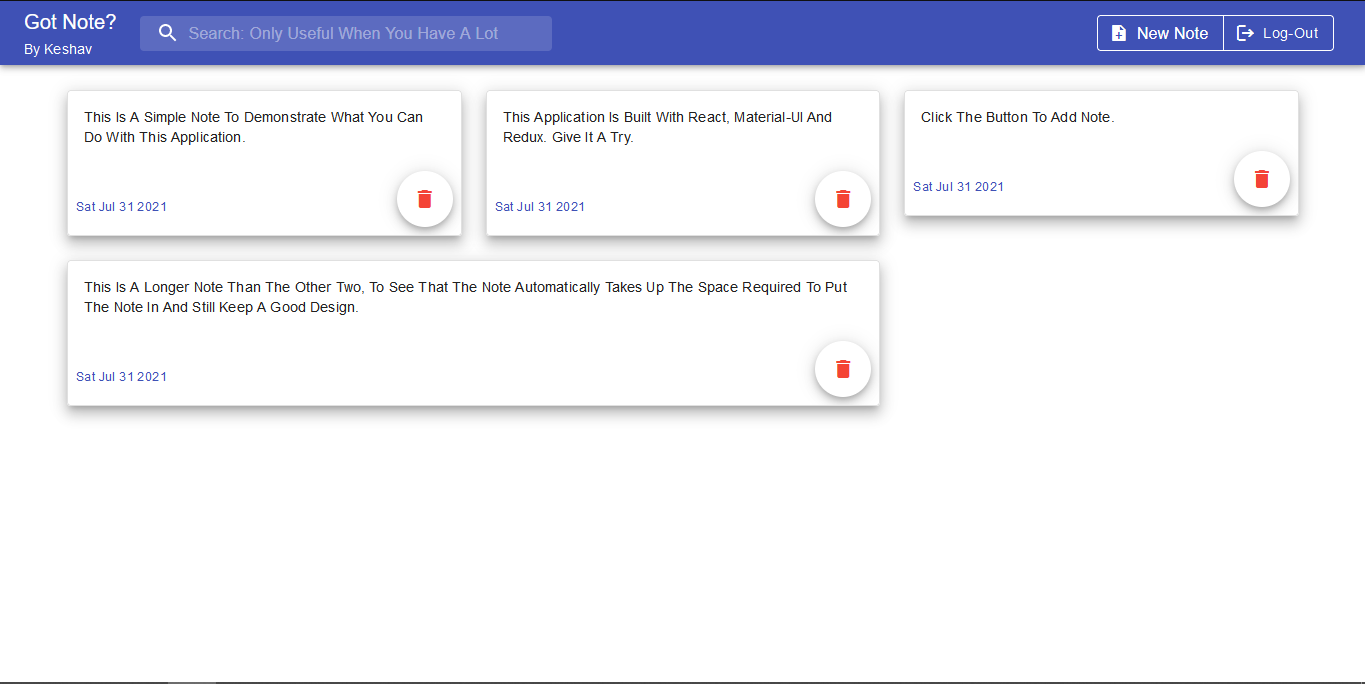 Got Note?
By Keshav
Search: Only Useful When You Have A Lot
New Note
Log-Out
This Is A Simple Note To Demonstrate What You Can
Do With This Application.
Sat Jul 31 2021
This Application Is Built With React, Material-UI And
Redux. Give It A Try.
Sat Jul 31 2021
Click The Button To Add Note.
Sat Jul 31 2021
This Is A Longer Note Than The Other Two, To See That The Note Automatically Takes Up The Space Required To Put
The Note In And Still Keep A Good Design.
Sat Jul 31 2021